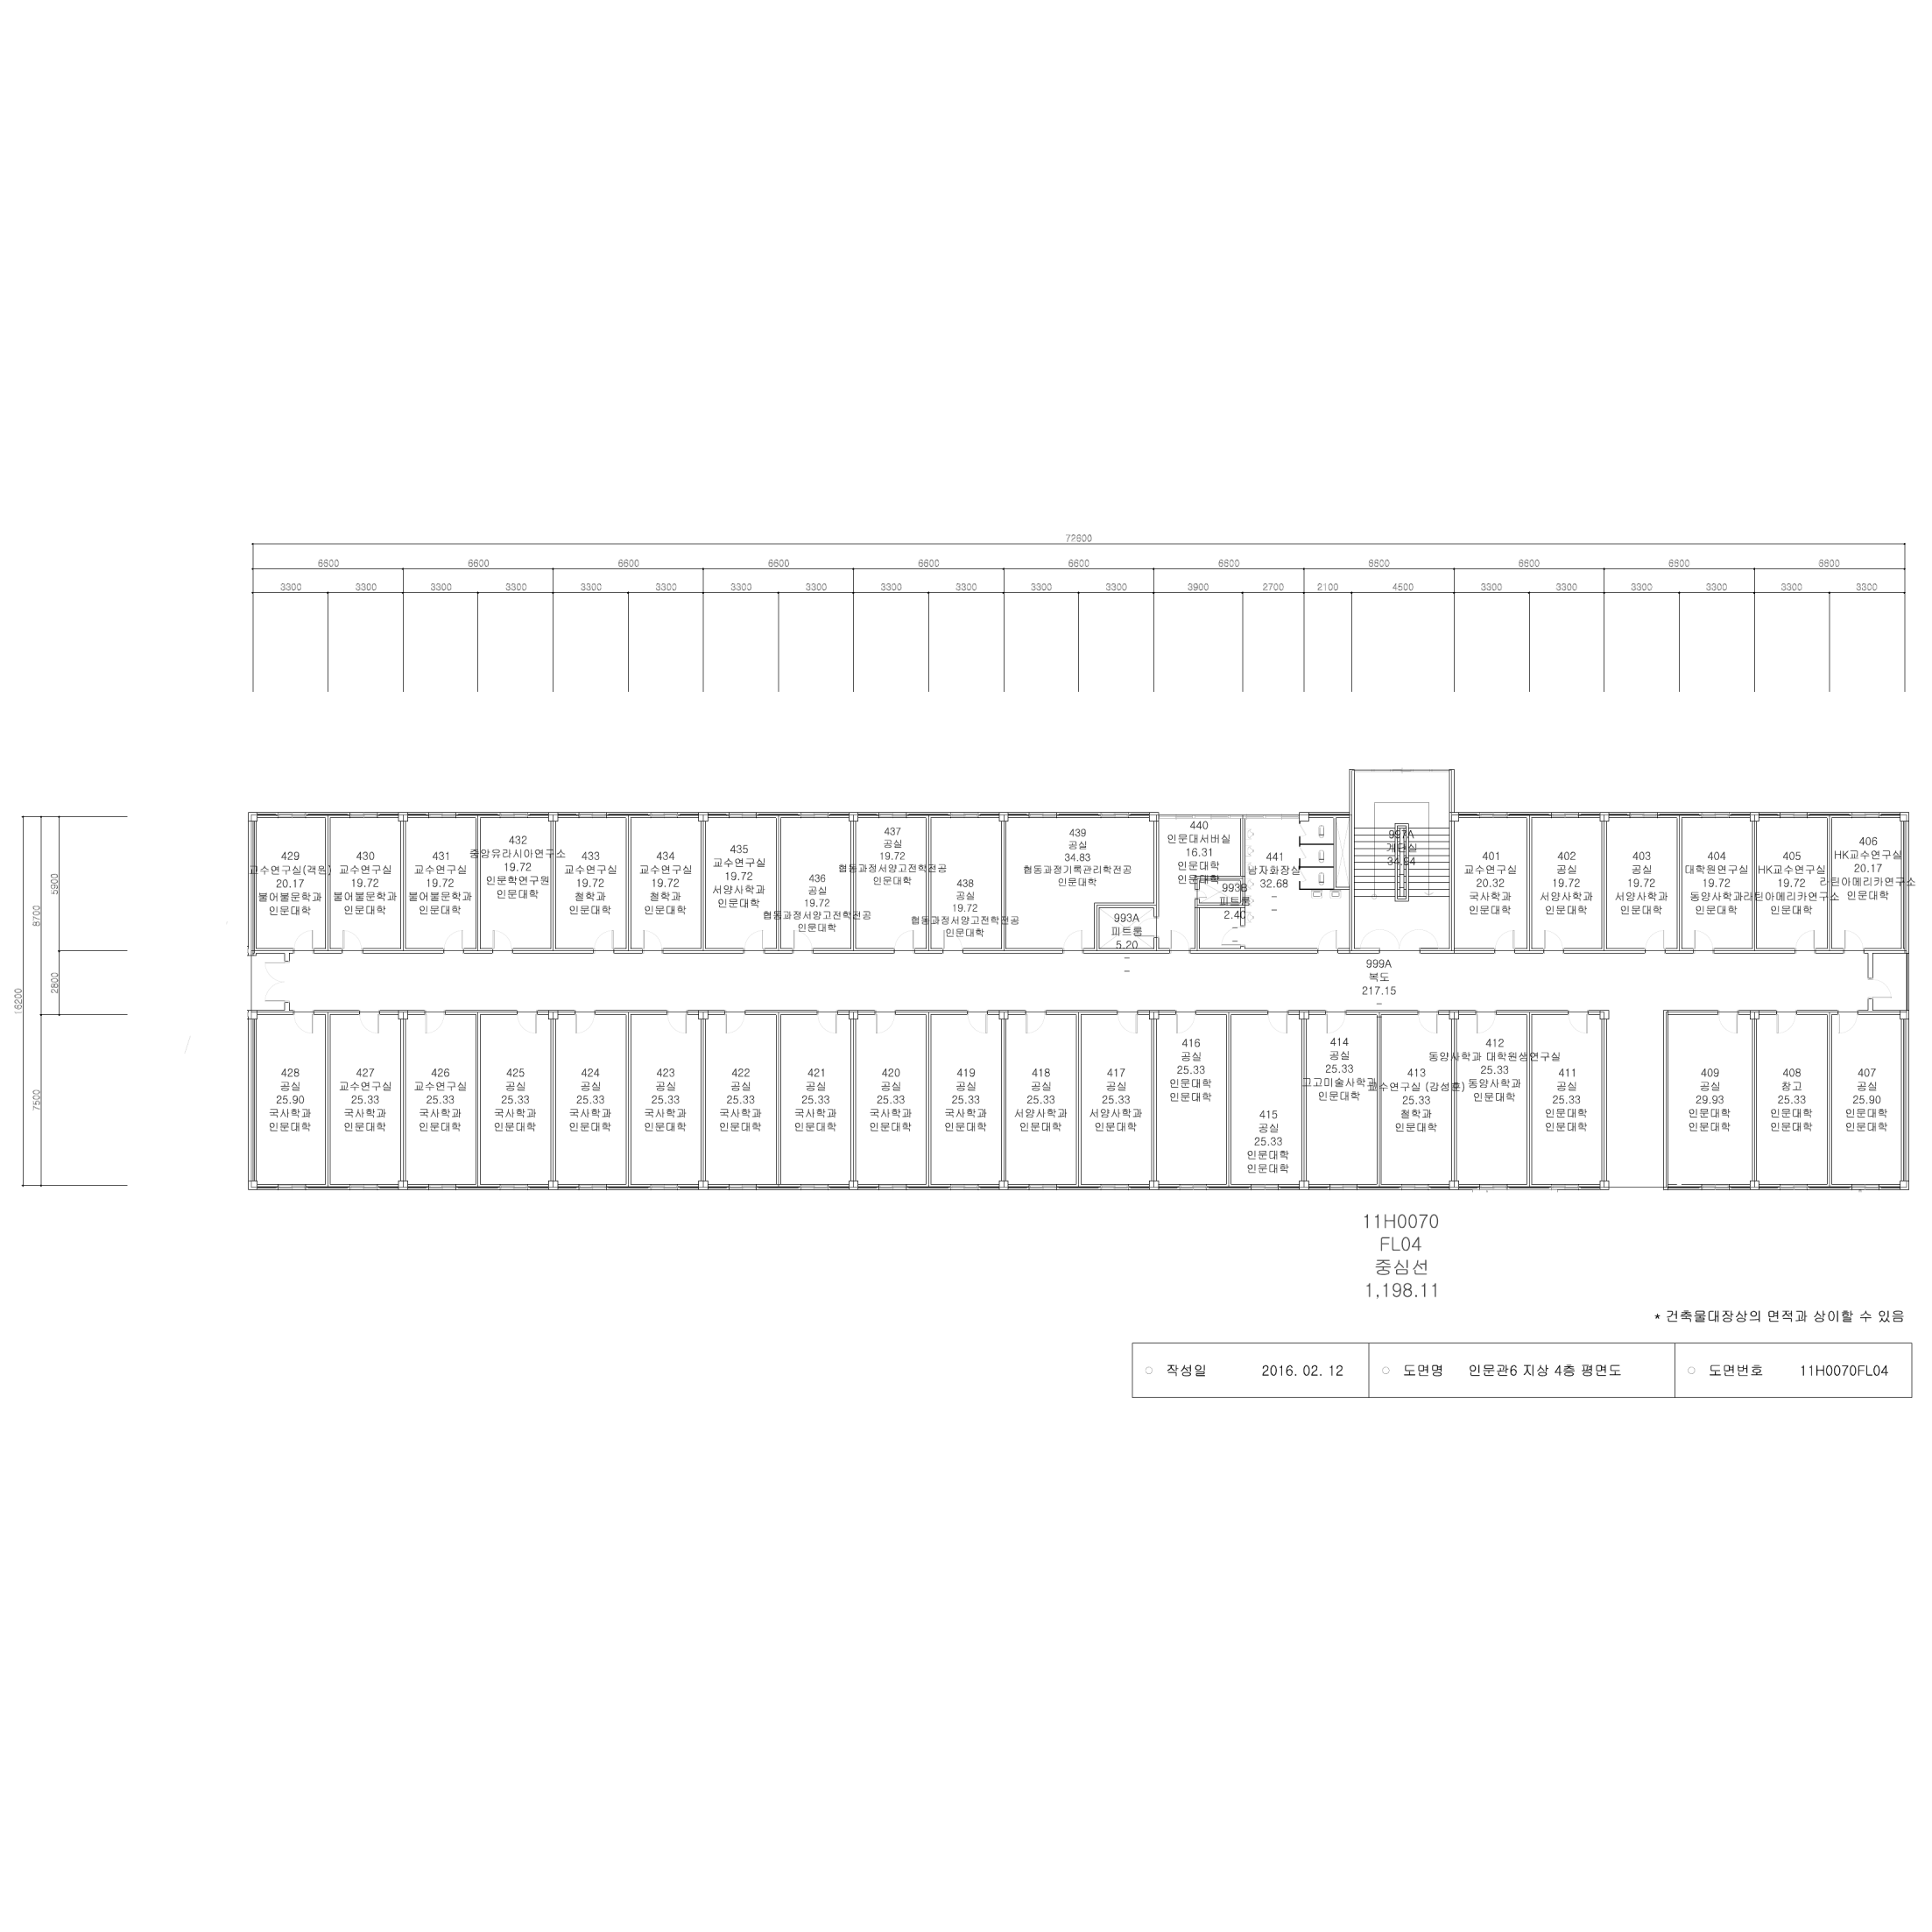 72600
6600 6600 6600 6600 6600 6600 6600 6600 6600 6600 6600
3300 3300 3300 3300 3300 3300 3300 3300 3300 3300 3300 3300 3900 2700 2100 4500 3300 3300 3300 3300 3300 3300
16200
8700
7500
5900
2800
429
교수연구실(객원)
20.17
불어불문학과
인문대학
430
교수연구실
19.72
불어불문학과
인문대학
431
교수연구실
19.72
불어불문학과
인문대학
432
중앙유라시아연구소
19.72
인문학연구원
인문대학
433
교수연구실
19.72
철학과
인문대학
434
교수연구실
19.72
철학과
인문대학
435
교수연구실
19.72
서양사학과
인문대학
436
공실
19.72
협동과정서양고전학전공
인문대학
437
공실
19.72
협동과정서양고전학전공
인문대학
438
공실
19.72
협동과정서양고전학전공
인문대학
439
공실
34.83
협동과정기록관리학전공
인문대학
993A
피트룸
5.20
440
인문대서버실
16.31
인문대학
인문대학
993B
피트룸
2.40
441
남자화장실
32.68
997A
계단실
34.64
401
교수연구실
20.32
국사학과
인문대학
402
공실
19.72
서양사학과
인문대학
403
공실
19.72
서양사학과
인문대학
404
대학원연구실
19.72
동양사학과
인문대학
405
HK교수연구실
19.72
라틴아메리카연구소
인문대학
406
HK교수연구실
20.17
라틴아메리카연구소
인문대학
999A
복도
217.15
428
공실
25.90
국사학과
인문대학
427
교수연구실
25.33
국사학과
인문대학
426
교수연구실
25.33
국사학과
인문대학
425
공실
25.33
국사학과
인문대학
424
공실
25.33
국사학과
인문대학
423
공실
25.33
국사학과
인문대학
422
공실
25.33
국사학과
인문대학
421
공실
25.33
국사학과
인문대학
420
공실
25.33
국사학과
인문대학
419
공실
25.33
국사학과
인문대학
418
공실
25.33
서양사학과
인문대학
417
공실
25.33
서양사학과
인문대학
416
공실
25.33
인문대학
인문대학
415
공실
25.33
인문대학
인문대학
414
공실
25.33
고고미술사학과
인문대학
413
교수연구실 (강성훈)
25.33
철학과
인문대학
412
동양사학과 대학원생연구실
25.33
동양사학과
인문대학
411
공실
25.33
인문대학
인문대학
409
공실
29.93
인문대학
인문대학
408
창고
25.33
인문대학
인문대학
407
공실
25.90
인문대학
인문대학
11H0070
FL04
중심선
1,198.11
* 건축물대장상의 면적과 상이할 수 있음
○ 작성일 2016. 02. 12 ○ 도면명 인문관6 지상 4층 평면도 ○ 도면번호 11H0070FL04